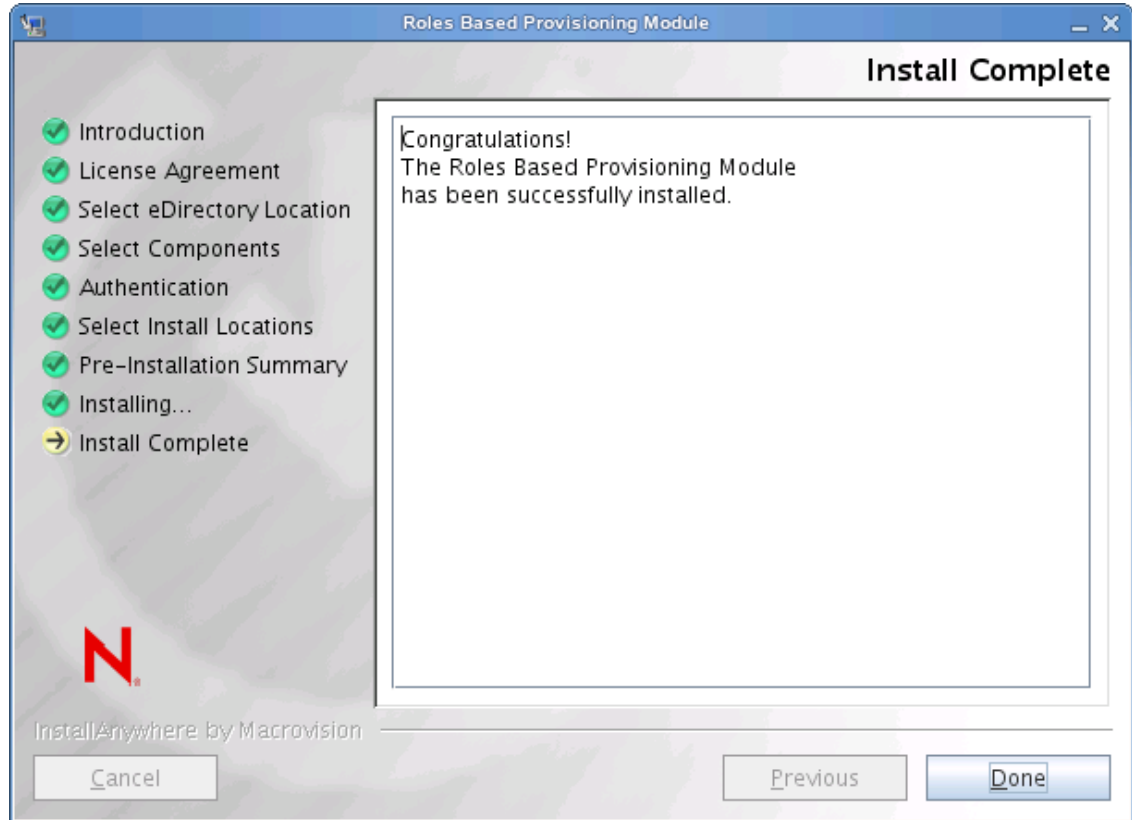 Roles Based Provisioning Module
Install Complete
Introduction
License Agreement
Select eDirectory Location
Select Components
Authentication
Select Install Locations
Pre-Installation Summary
Installing...
Install Complete
Congratulations!
The Roles Based Provisioning Module
has been successfully installed.
N
InstallAnywhere by Macrovision
Cancel
Previous
Done